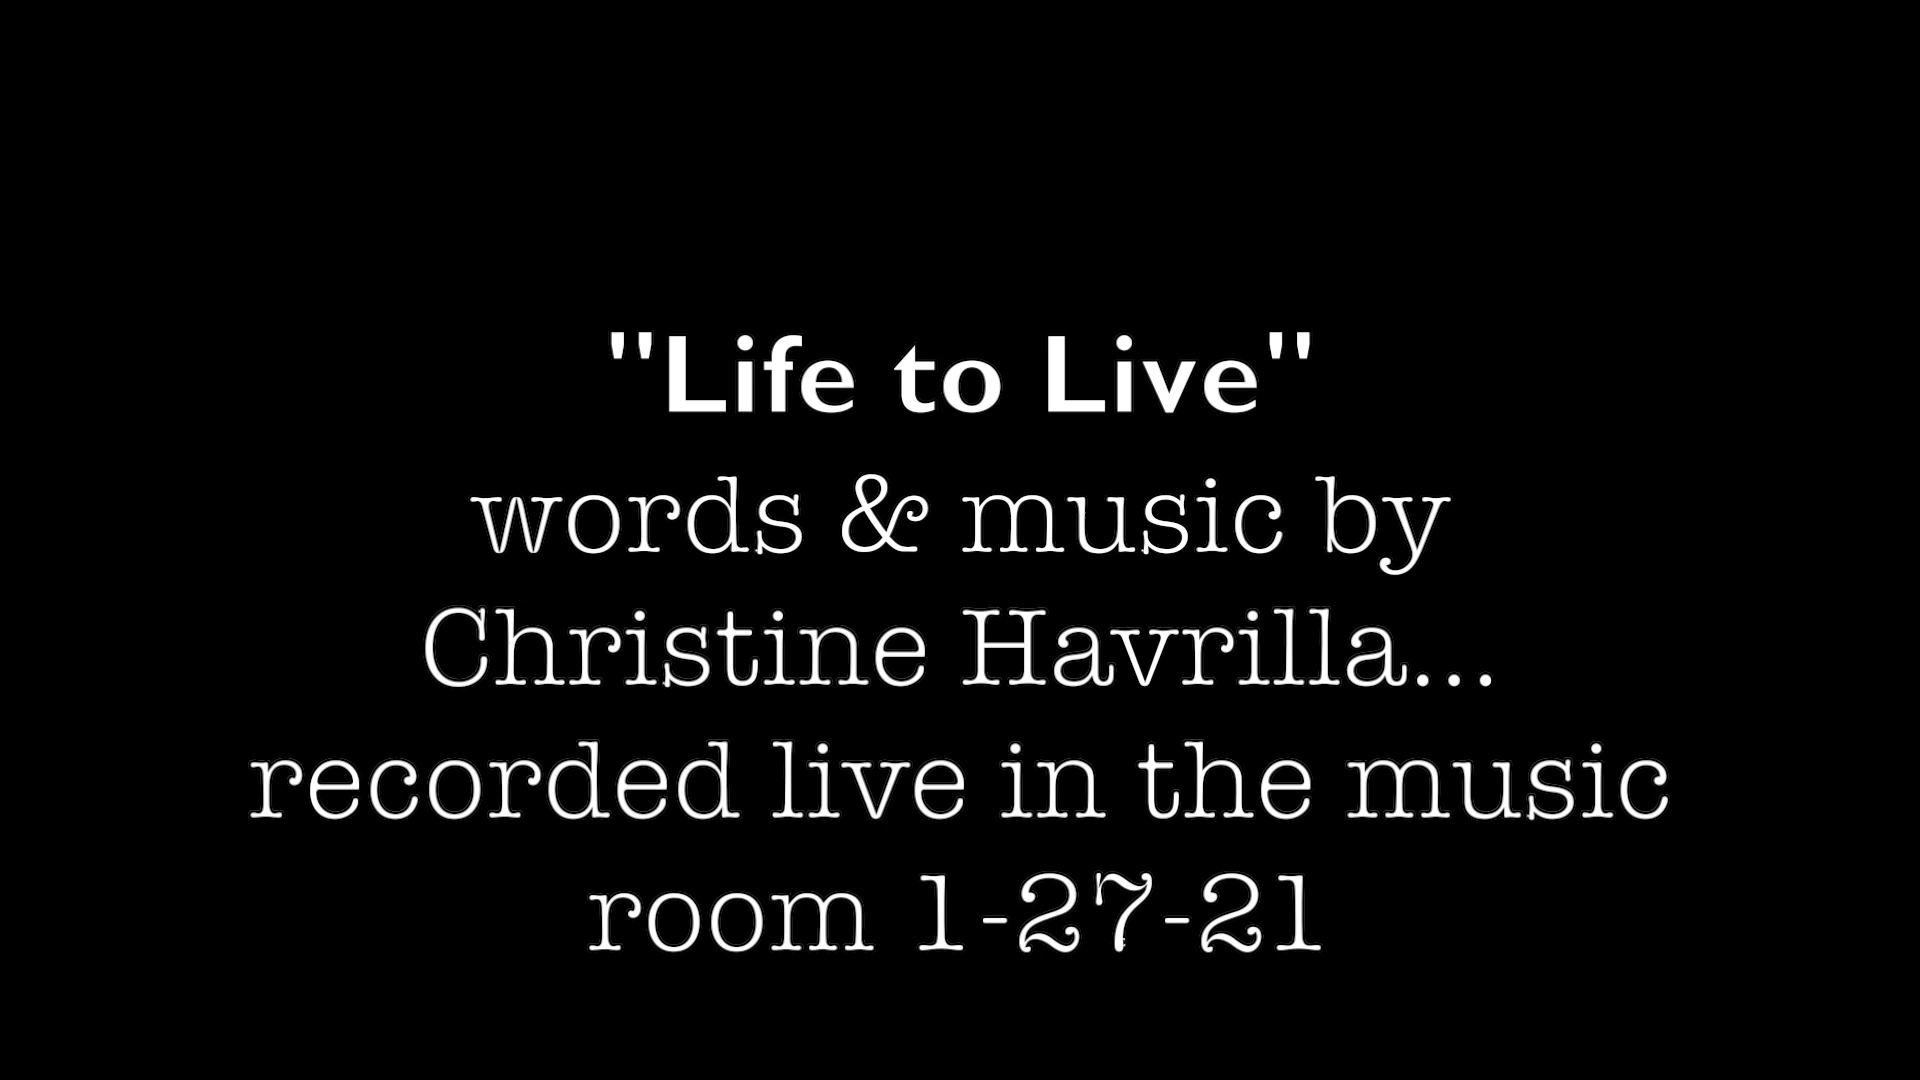 "Life to Live"
words & music by
Christine Havrilla...
recorded live in the music
room 1-27-21